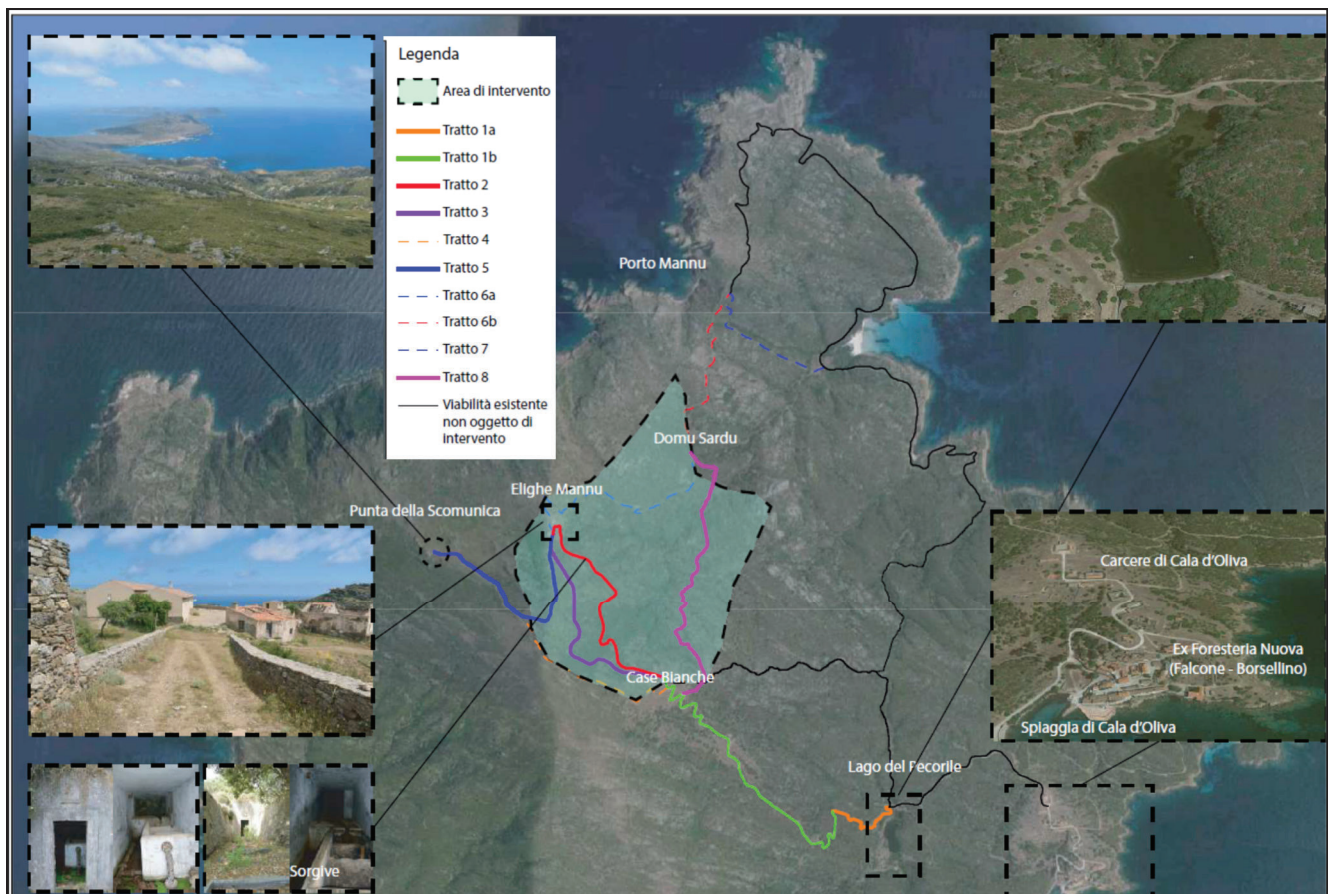 Legenda
Area di intervento
Tratto 1a
Tratto 1b
Tratto 2
Tratto 3
Tratto 4
Tratto 5
Tratto 6a
Tratto 6b
Tratto 7
Tratto 8
Viabilità esistente
non oggetto di
intervento
Porto Mannu
Domu Sardu
Elighe Mannu
Punta della Scomunica
Case Bianche
Lago del Pecorile
Carcere di Cala d'Oliva
Ex Foresteria Nuova
(Falcone - Borsellino)
Spiaggia di Cala d'Oliva
Sorgive